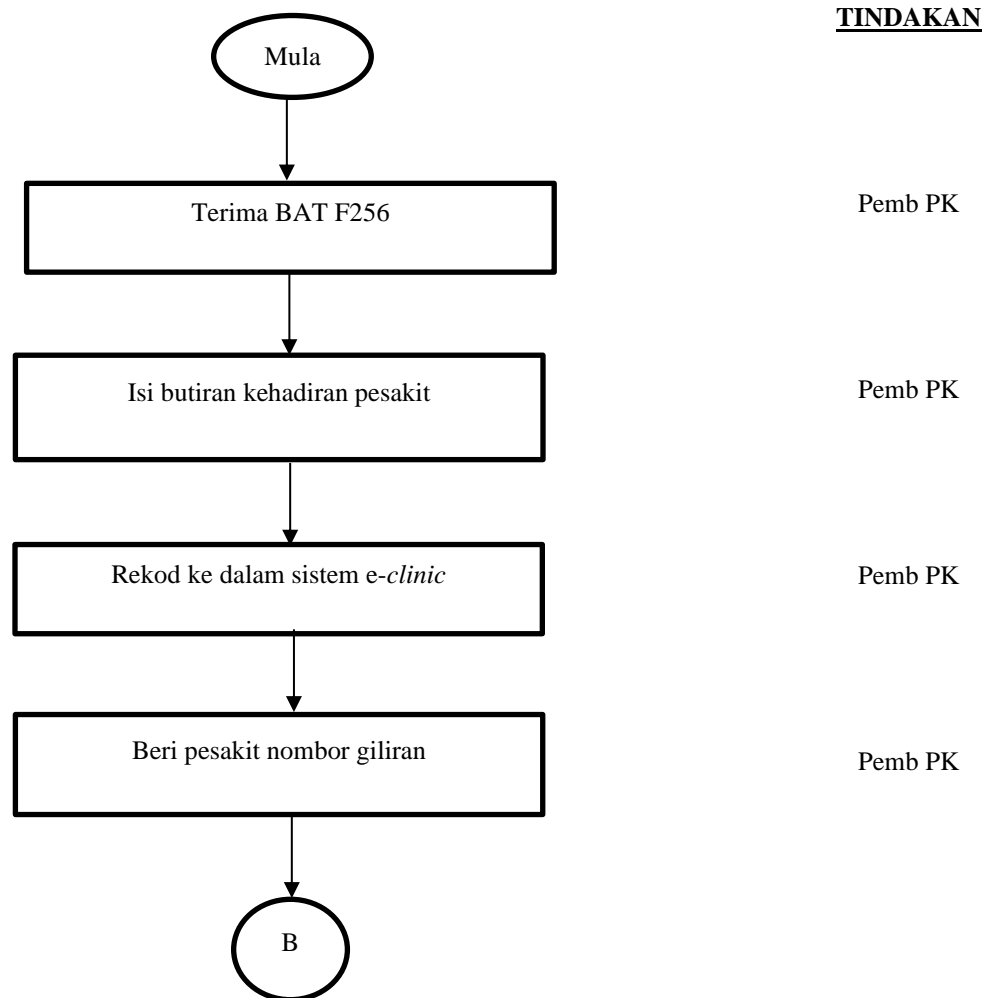 TINDAKAN
Mula
Terima BAT F256
Pemb PK
Isi butiran kehadiran pesakit
Pemb PK
Rekod ke dalam sistem e-clinic
Pemb PK
Beri pesakit nombor giliran
Pemb PK
B